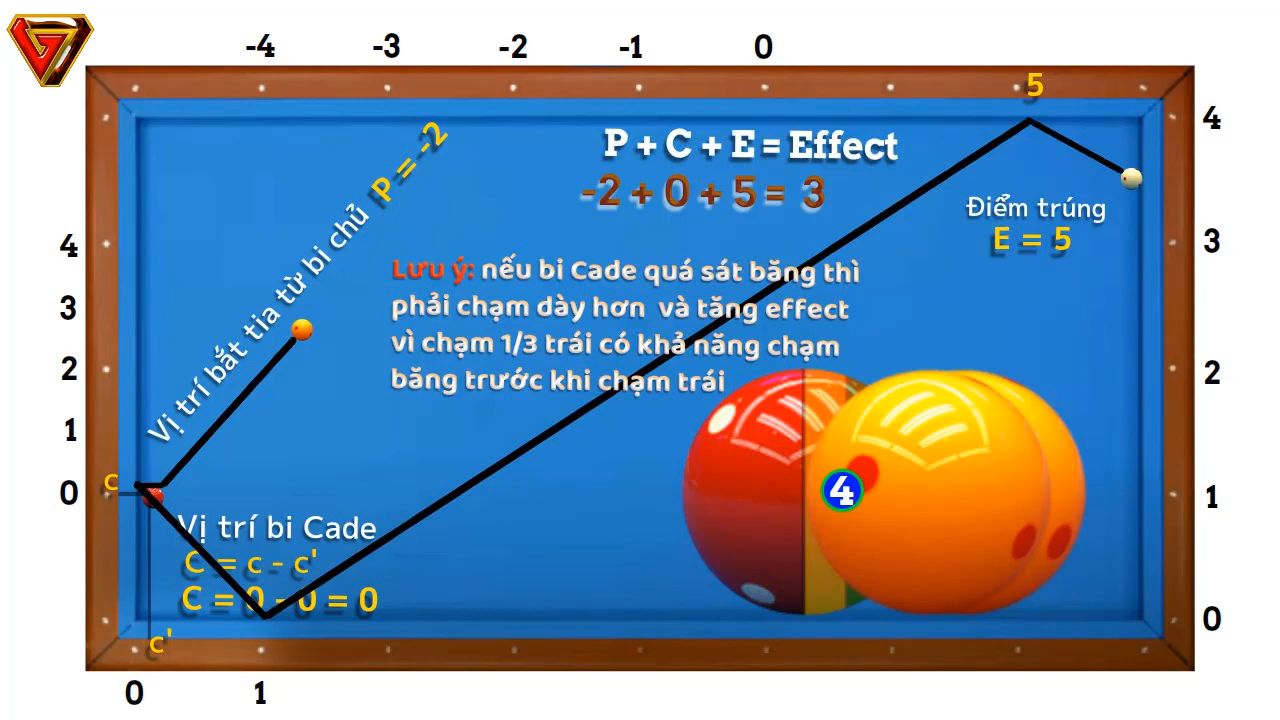 -4 -3 -2 -1 0
5
4
P + C + E = Effect
-2 + 0 + 5 = 3
Vị trí bắt tia từ bi chủ P = -2
Điểm trúng
E = 5
4 3
Lưu ý: nếu bi Cade quá sát băng thì
phải chạm dày hơn và tăng effect
vì chạm 1/3 trái có khả năng chạm
băng trước khi chạm trái
3
2 2
1
c
0 4 1
Vị trí bi Cade
C = c - c'
C = 0 - 0 = 0
0
c'
0 1